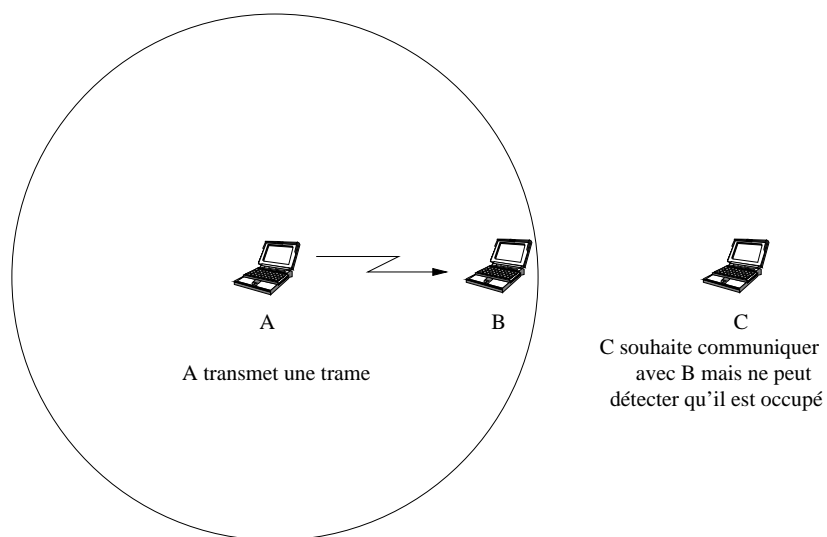 A
B
C
A transmet une trame
C souhaite communiquer
avec B mais ne peut
détecter qu'il est occupé